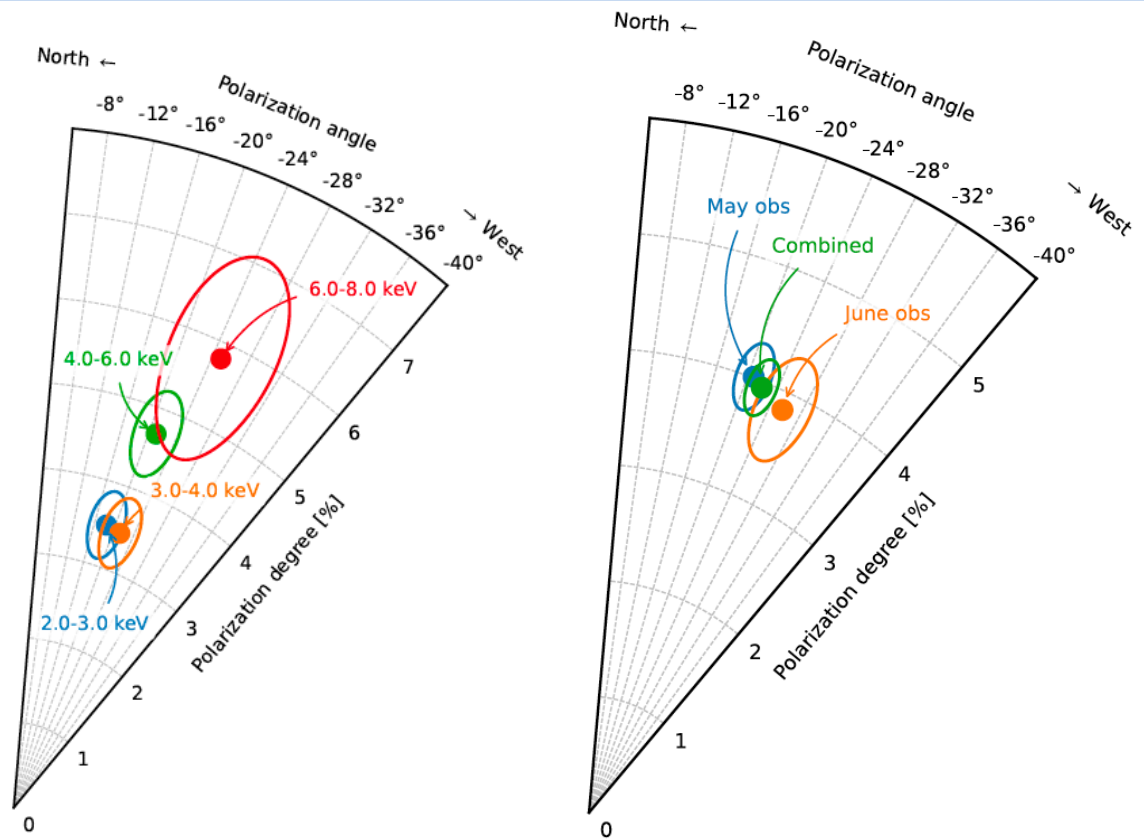 North ←
Polarization angle
-8°
-12°
-16°
-20°
-24°
-28°
-32°
-36°
-40°
→ West
6.0-8.0 keV
4.0-6.0 keV
3.0-4.0 keV
2.0-3.0 keV
7
6
5
4
3
2
1
0
Polarization degree [%]
North ←
Polarization angle
-8°
-12°
-16°
-20°
-24°
-28°
-32°
-36°
-40°
→ West
May obs
Combined
June obs
5
4
3
2
1
0
Polarization degree [%]